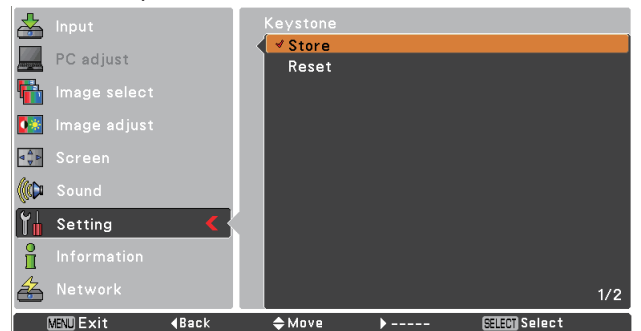 Input
PC adjust
Image select
Image adjust
Screen
Sound
Setting
Information
Network
Keystone
Store
Reset
1/2
MENU Exit
Back
Move
-----
SELECT Select